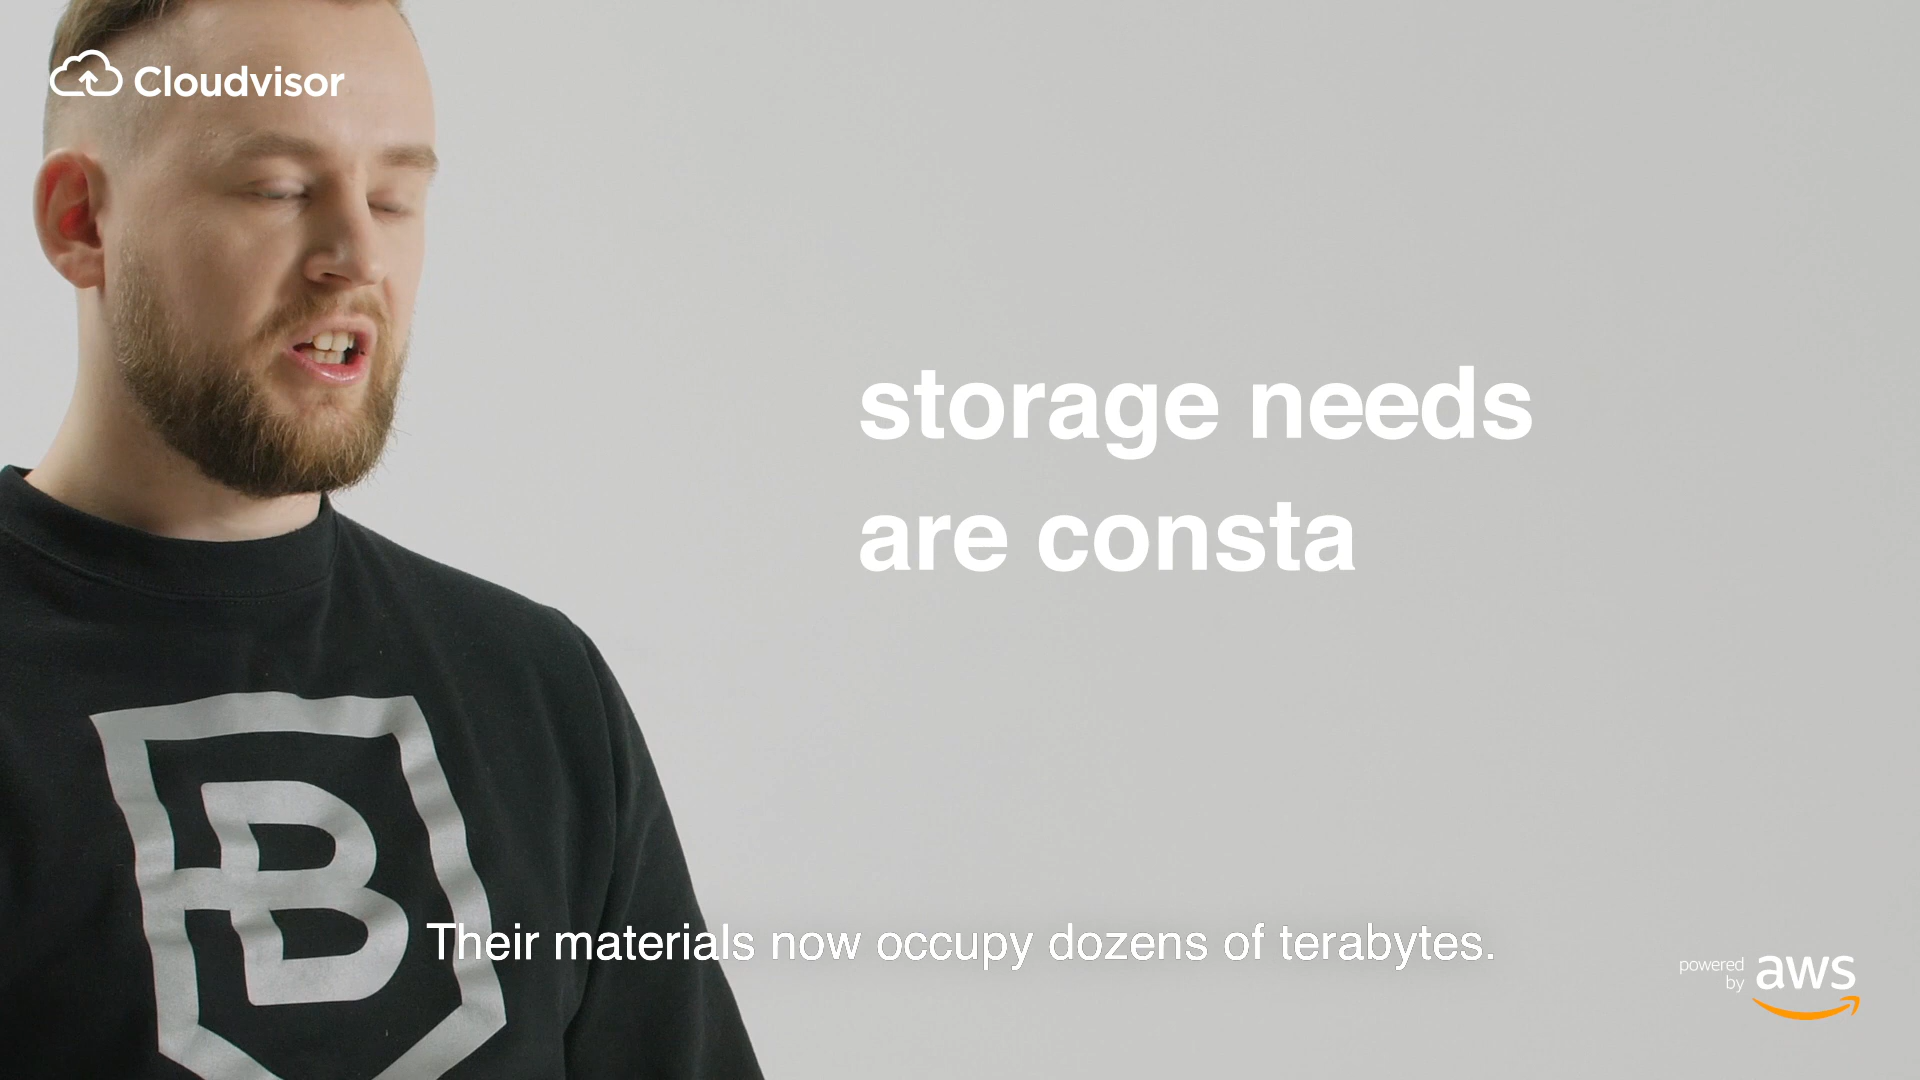 Cloudvisor
storage needs
are consta
B
Their materials now occupy dozens of terabytes.
powered
by
aws